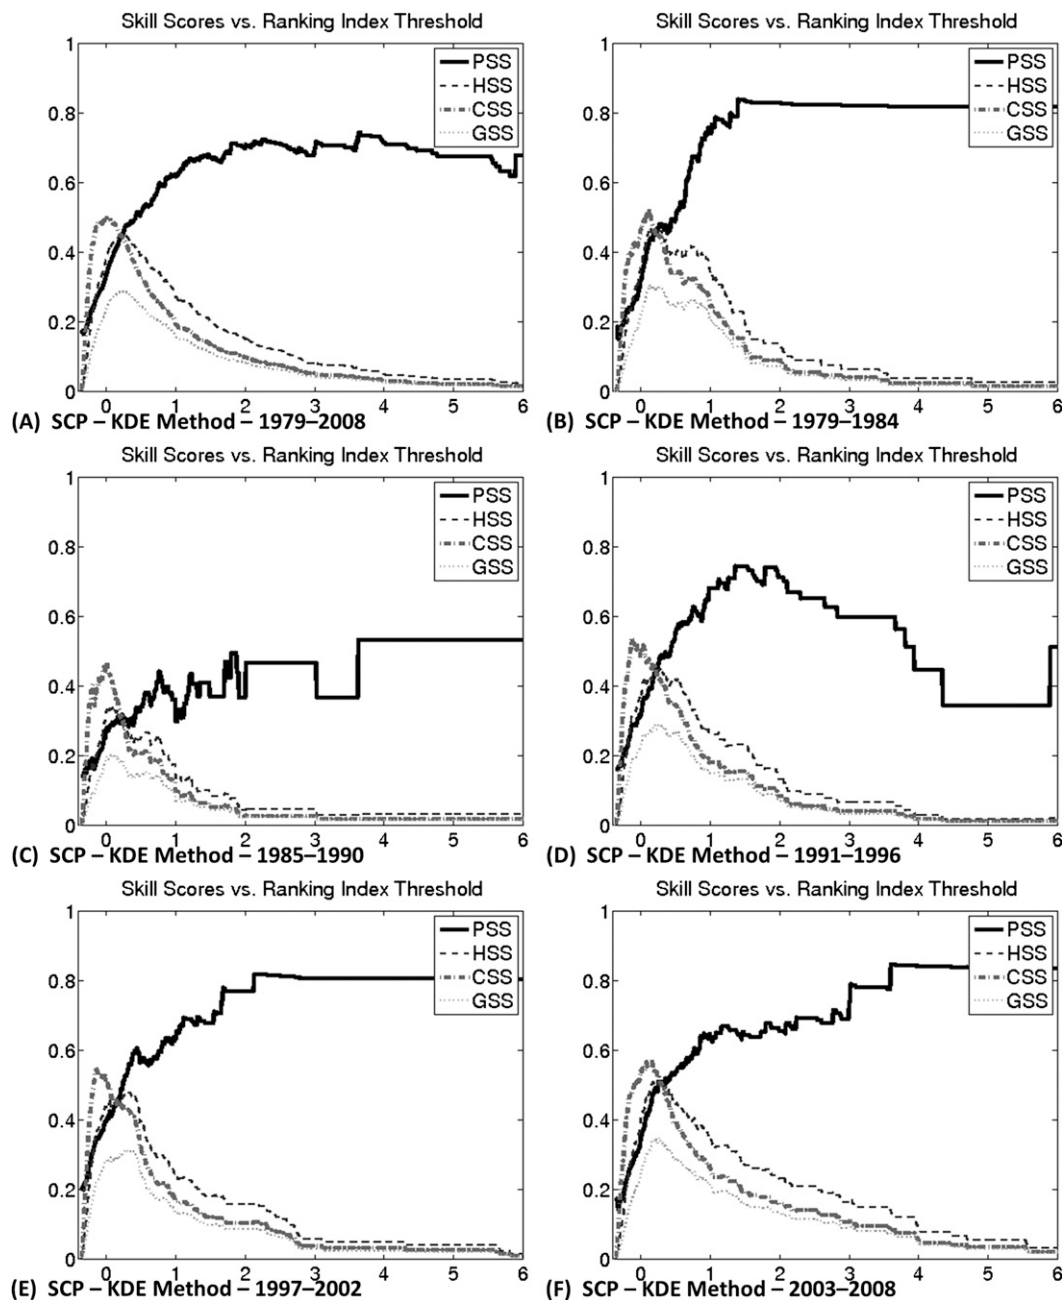 Skill Scores vs. Ranking Index Threshold
1
PSS
HSS
CSS
GSS
0.8
0.6
0.4
0.2
0
0 1 2 3 4 5 6
(A) SCP – KDE Method – 1979–2008
Skill Scores vs. Ranking Index Threshold
1
PSS
HSS
CSS
GSS
0.8
0.6
0.4
0.2
0
0 1 2 3 4 5 6
(B) SCP – KDE Method – 1979–1984
Skill Scores vs. Ranking Index Threshold
1
PSS
HSS
CSS
GSS
0.8
0.6
0.4
0.2
0
0 1 2 3 4 5 6
(C) SCP – KDE Method – 1985–1990
Skill Scores vs. Ranking Index Threshold
1
PSS
HSS
CSS
GSS
0.8
0.6
0.4
0.2
0
0 1 2 3 4 5 6
(D) SCP – KDE Method – 1991–1996
Skill Scores vs. Ranking Index Threshold
1
PSS
HSS
CSS
GSS
0.8
0.6
0.4
0.2
0
0 1 2 3 4 5 6
(E) SCP – KDE Method – 1997–2002
Skill Scores vs. Ranking Index Threshold
1
PSS
HSS
CSS
GSS
0.8
0.6
0.4
0.2
0
0 1 2 3 4 5 6
(F) SCP – KDE Method – 2003–2008